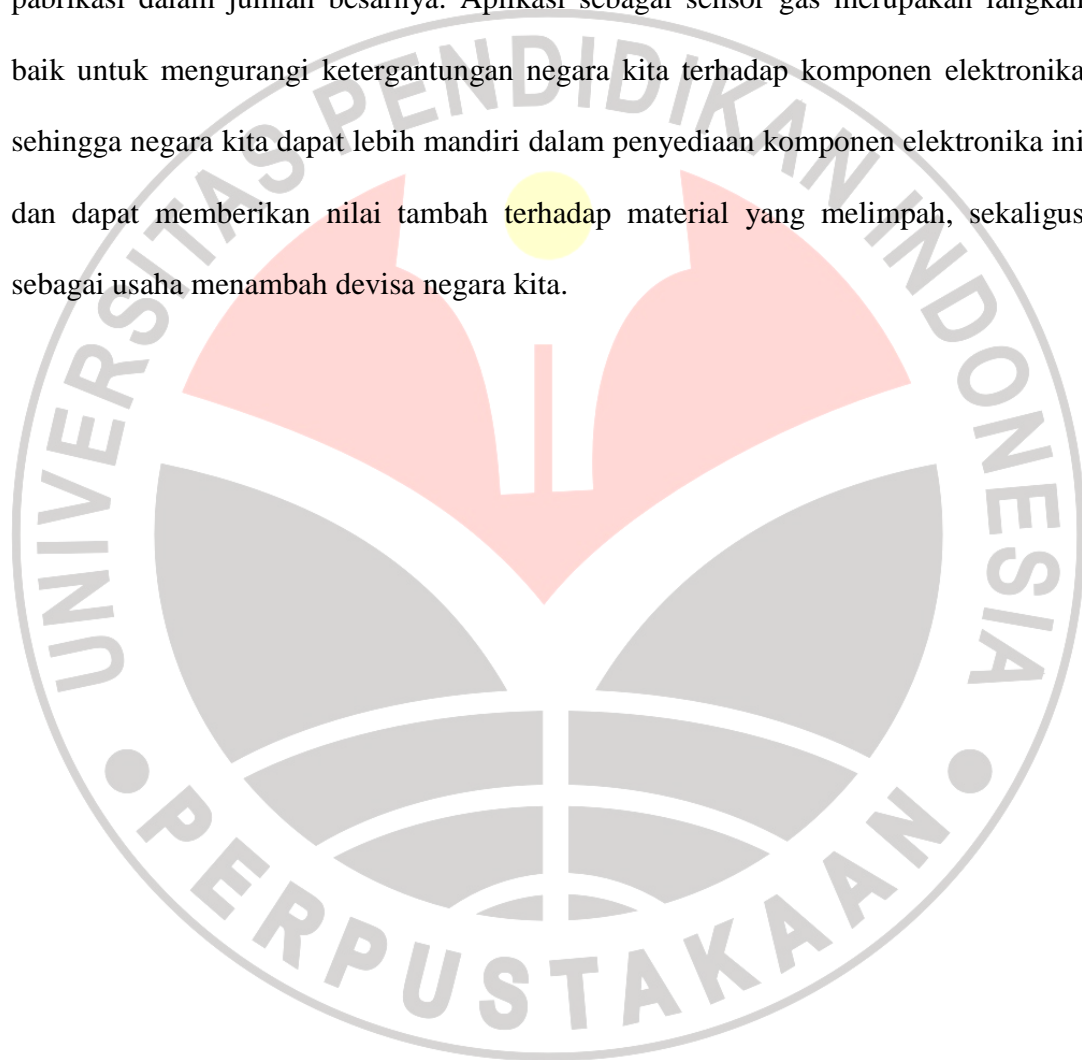 pabrikasi dalam jumlah besarnya. Aplikasi sebagai sensor gas merupakan langkah
baik untuk mengurangi ketergantungan negara kita terhadap komponen elektronika
sehingga negara kita dapat lebih mandiri dalam penyediaan komponen elektronika ini
dan dapat memberikan nilai tambah terhadap material yang melimpah, sekaligus
sebagai usaha menambah devisa negara kita.
UNIVERSITAS PENDIDIKAN INDONESIA
PERPUSTAKAAN